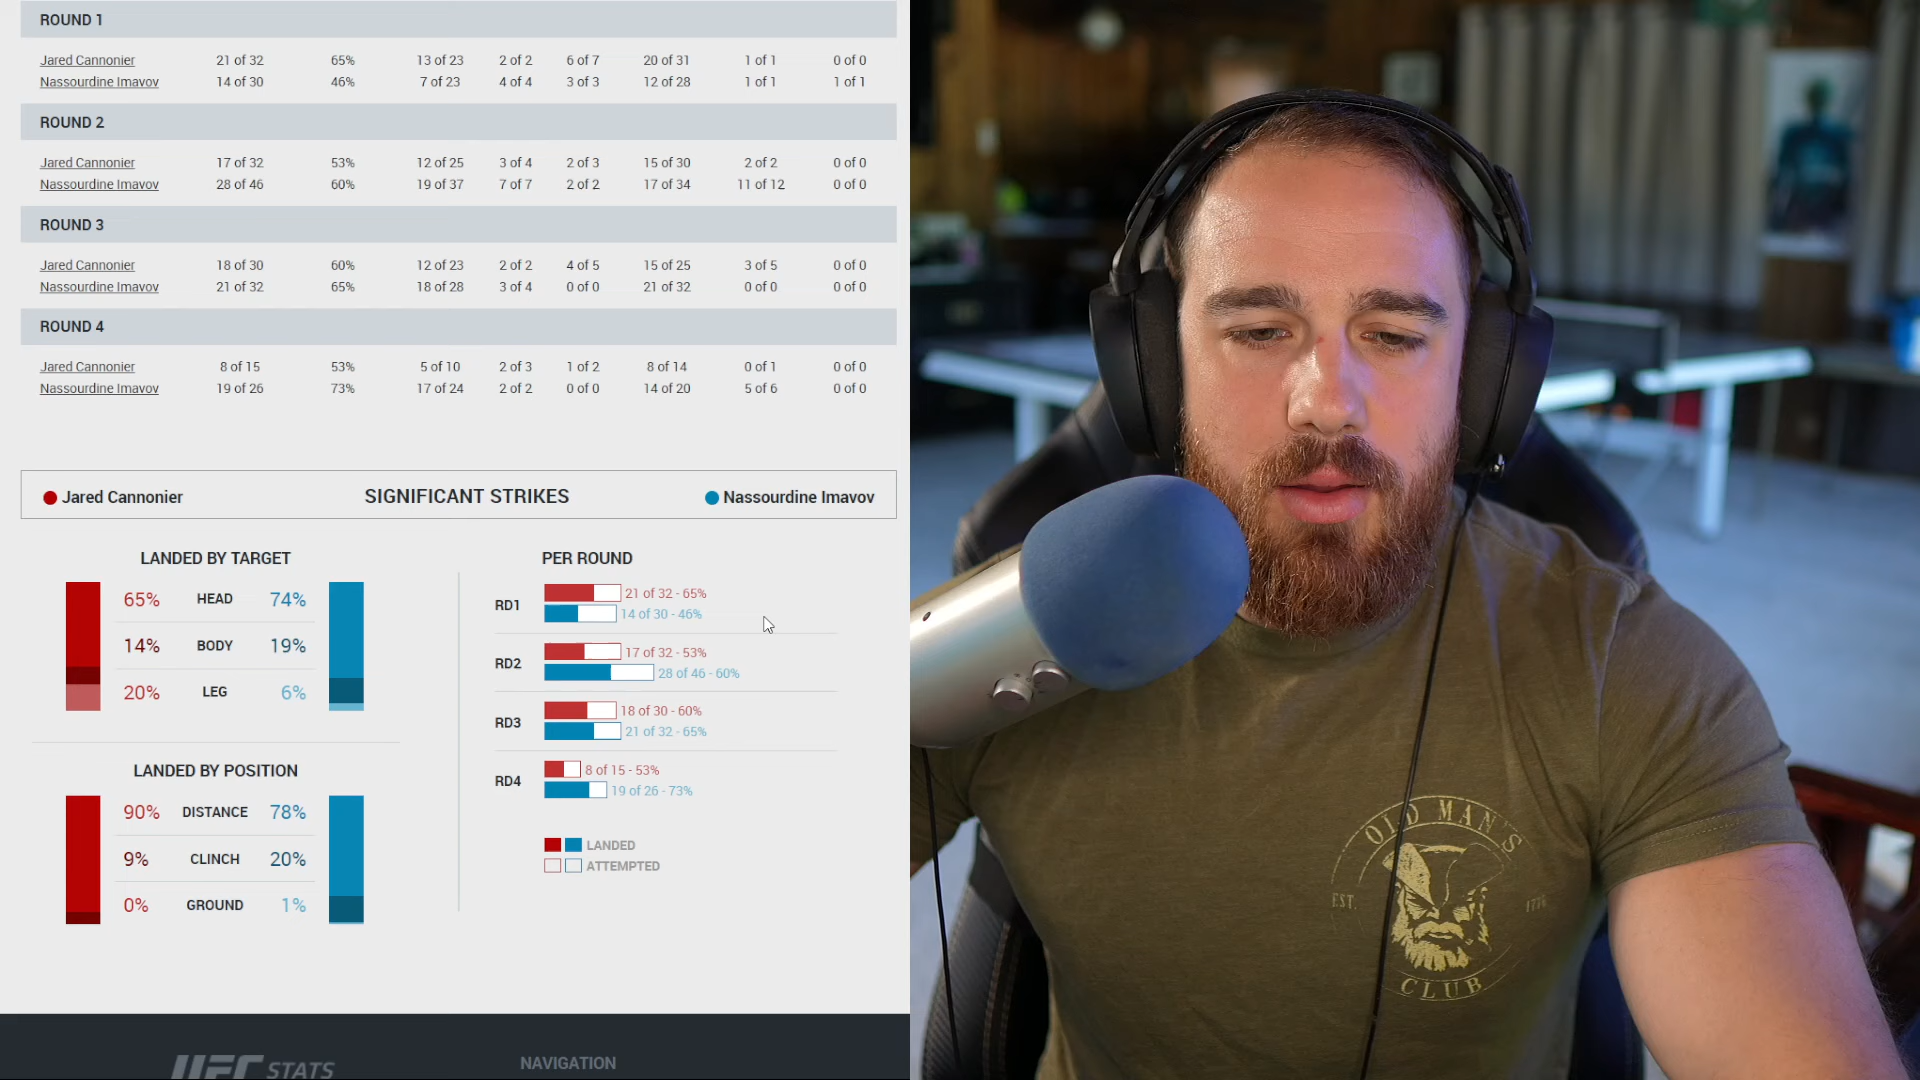 ROUND 1
Jared Cannonier 21 of 32 65% 13 of 23 2 of 2 6 of 7 20 of 31 1 of 1 0 of 0
Nassourdine Imavov 14 of 30 46% 7 of 23 4 of 4 3 of 3 12 of 28 1 of 1 1 of 1
ROUND 2
Jared Cannonier 17 of 32 53% 12 of 25 3 of 4 2 of 3 15 of 30 2 of 2 0 of 0
Nassourdine Imavov 28 of 46 60% 19 of 37 7 of 7 2 of 2 17 of 34 11 of 12 0 of 0
ROUND 3
Jared Cannonier 18 of 30 60% 12 of 23 2 of 2 4 of 5 15 of 25 3 of 5 0 of 0
Nassourdine Imavov 21 of 32 65% 18 of 28 3 of 4 0 of 0 21 of 32 0 of 0 0 of 0
ROUND 4
Jared Cannonier 8 of 15 53% 5 of 10 2 of 3 1 of 2 8 of 14 0 of 1 0 of 0
Nassourdine Imavov 19 of 26 73% 17 of 24 2 of 2 0 of 0 14 of 20 5 of 6 0 of 0
Jared Cannonier SIGNIFICANT STRIKES Nassourdine Imavov
LANDED BY TARGET
65% HEAD 74%
14% BODY 19%
20% LEG 6%
LANDED BY POSITION
90% DISTANCE 78%
9% CLINCH 20%
0% GROUND 1%
PER ROUND
RD1
21 of 32 - 65%
14 of 30 - 46%
RD2
17 of 32 - 53%
28 of 46 - 60%
RD3
18 of 30 - 60%
21 of 32 - 65%
RD4
8 of 15 - 53%
19 of 26 - 73%
LANDED
ATTEMPTED
UFC STATS
NAVIGATION
OLD MAN'S
EST. 1776
CLUB